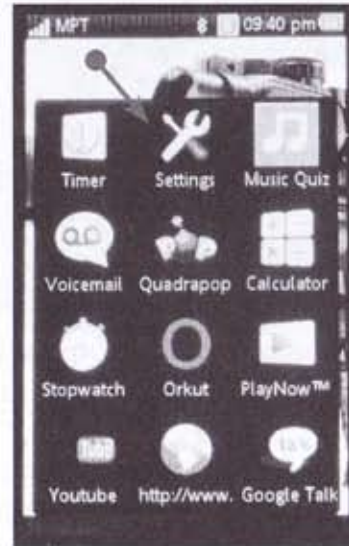 MPT 09:40 pm
Timer Settings Music Quiz
Voicemail Quadrapop Calculator
Stopwatch Orkut PlayNow™
Youtube http://www. Google Talk